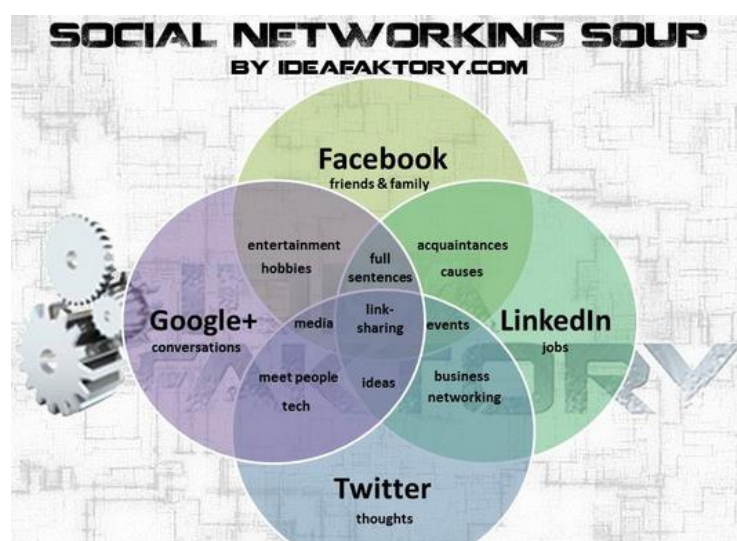 SOCIAL NETWORKING SOUP
BY IDEAFAKTORY.COM
Facebook
friends & family
entertainment
hobbies
full
sentences
acquaintances
causes
Google+
conversations
media
link-
sharing
events
LinkedIn
jobs
meet people
tech
ideas
business
networking
Twitter
thoughts